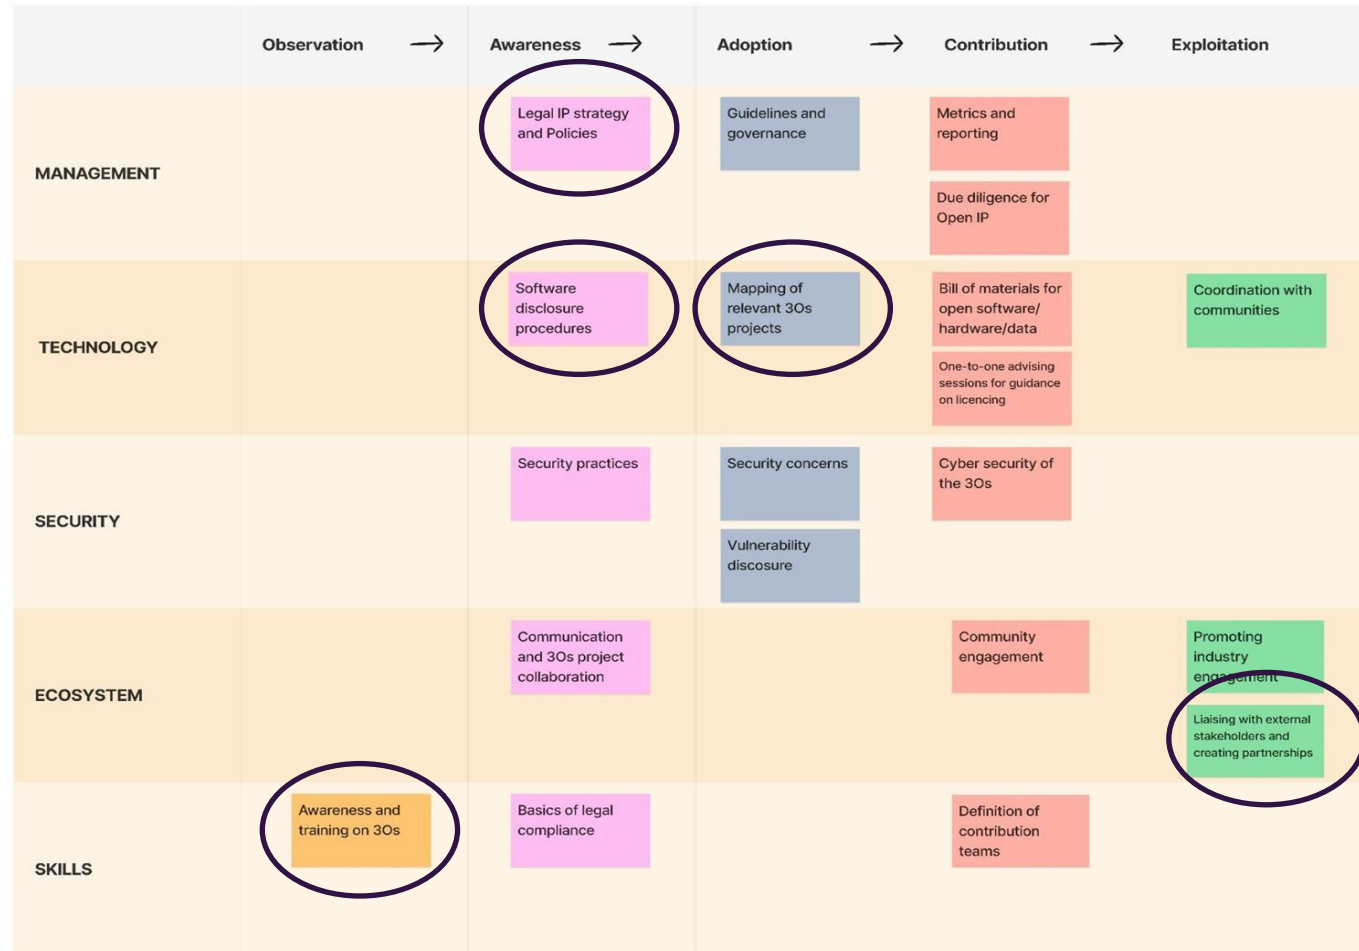 Observation → Awareness → Adoption → Contribution → Exploitation
MANAGEMENT
Legal IP strategy
and Policies
Guidelines and
governance
Metrics and
reporting
Due diligence for
Open IP
TECHNOLOGY
Software
disclosure
procedures
Mapping of
relevant 3Os
projects
Bill of materials for
open software/
hardware/data
One-to-one advising
sessions for guidance
on licencing
Coordination with
communities
SECURITY
Security practices
Security concerns
Vulnerability
discosure
Cyber security of
the 3Os
ECOSYSTEM
Communication
and 3Os project
collaboration
Community
engagement
Promoting
industry
engagement
Liaising with external
stakeholders and
creating partnerships
SKILLS
Awareness and
training on 3Os
Basics of legal
compliance
Definition of
contribution
teams